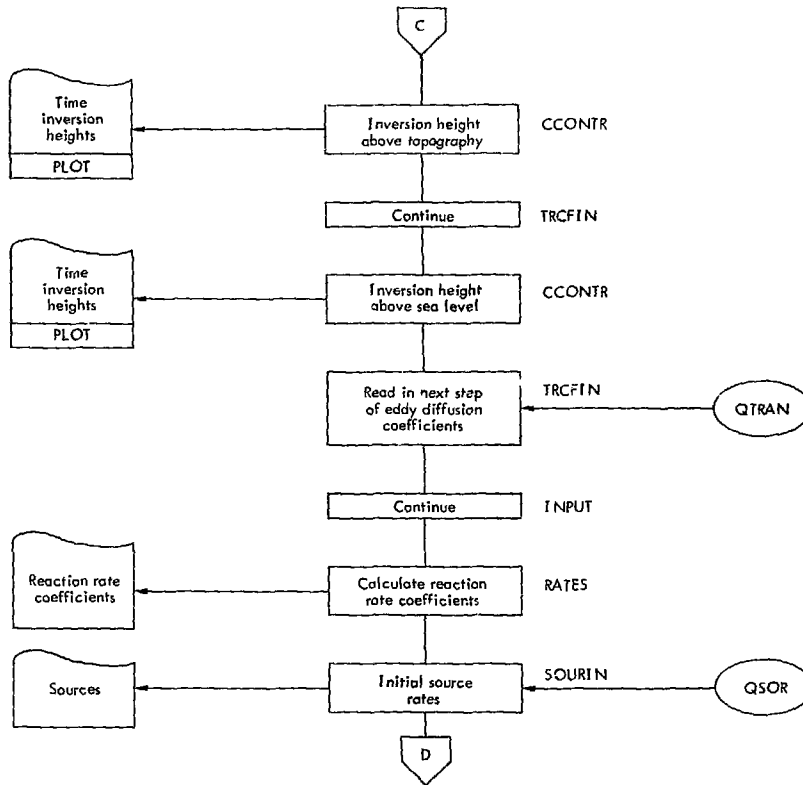 C
Time
inversion
heights
PLOT
Inversion height
above topography
CCONTR
Continue
TRCFIN
Time
inversion
heights
PLOT
Inversion height
above sea level
CCONTR
Read in next step
of eddy diffusion
coefficients
TRCFIN
QTRAN
Continue
INPUT
Reaction rate
coefficients
Calculate reaction
rate coefficients
RATES
Sources
Initial source
rates
SOURIN
QSOR
D